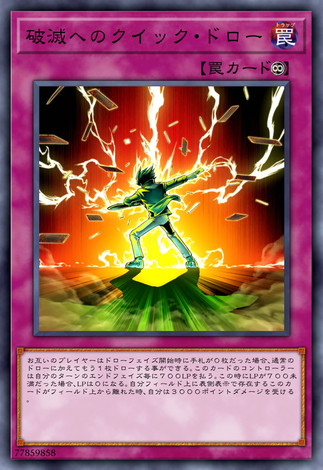 破滅へのクイック・ドロー
罠
トラップ
【罠カード】
お互いのプレイヤーはドローフェイズ開始時に手札が０枚だった場合、通常の
ドローに加えてもう１枚ドローする事ができる。このカードのコントローラー
は自分のターンのエンドフェイズ毎に７００LPを払う。この時にLPが７００未
満だった場合、LPは０になる。自分フィールド上に表側表示で存在するこのカ
ードがフィールド上から離れた時、自分は３０００ポイントダメージを受ける
。
77859858